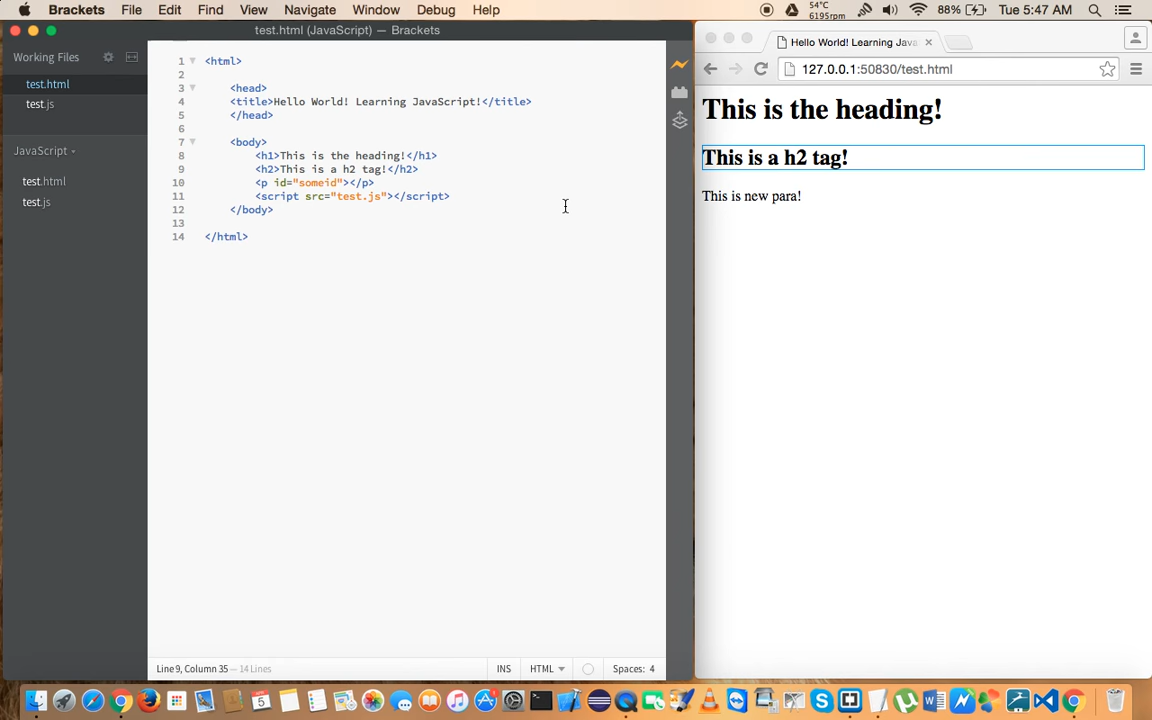 Brackets File Edit Find View Navigate Window Debug Help
54°C
6195rpm
88% Tue 5:47 AM
test.html (JavaScript) — Brackets
Working Files
test.html
test.js
JavaScript
test.html
test.js
1 <html>
2
3 <head>
4 <title>Hello World! Learning JavaScript!</title>
5 </head>
6
7 <body>
8 <h1>This is the heading!</h1>
9 <h2>This is a h2 tag!</h2>
10 <p id="someid"></p>
11 <script src="test.js"></script>
12 </body>
13
14 </html>
Line 9, Column 35 — 14 Lines
INS HTML Spaces: 4
Hello World! Learning Java
127.0.0.1:50830/test.html
This is the heading!
This is a h2 tag!
This is new para!
5